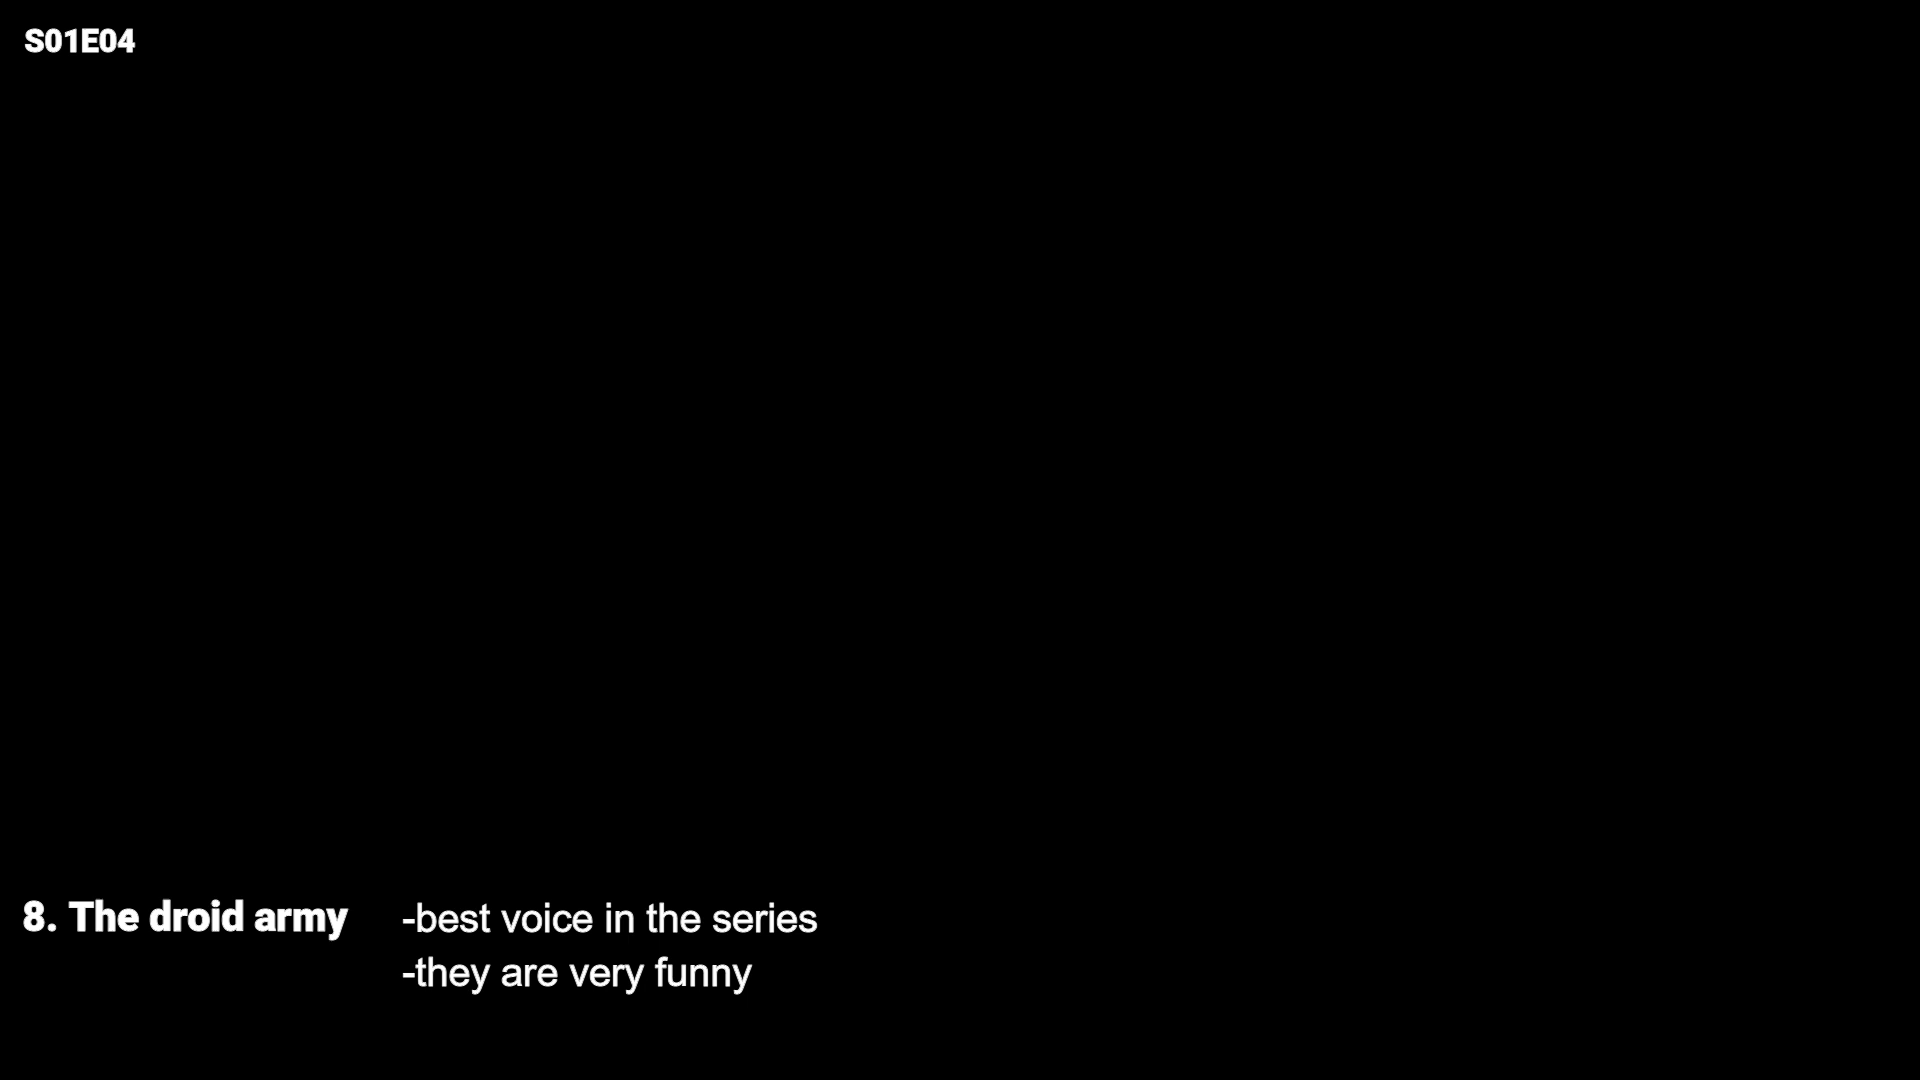 S01E04
8. The droid army
-best voice in the series
-they are very funny